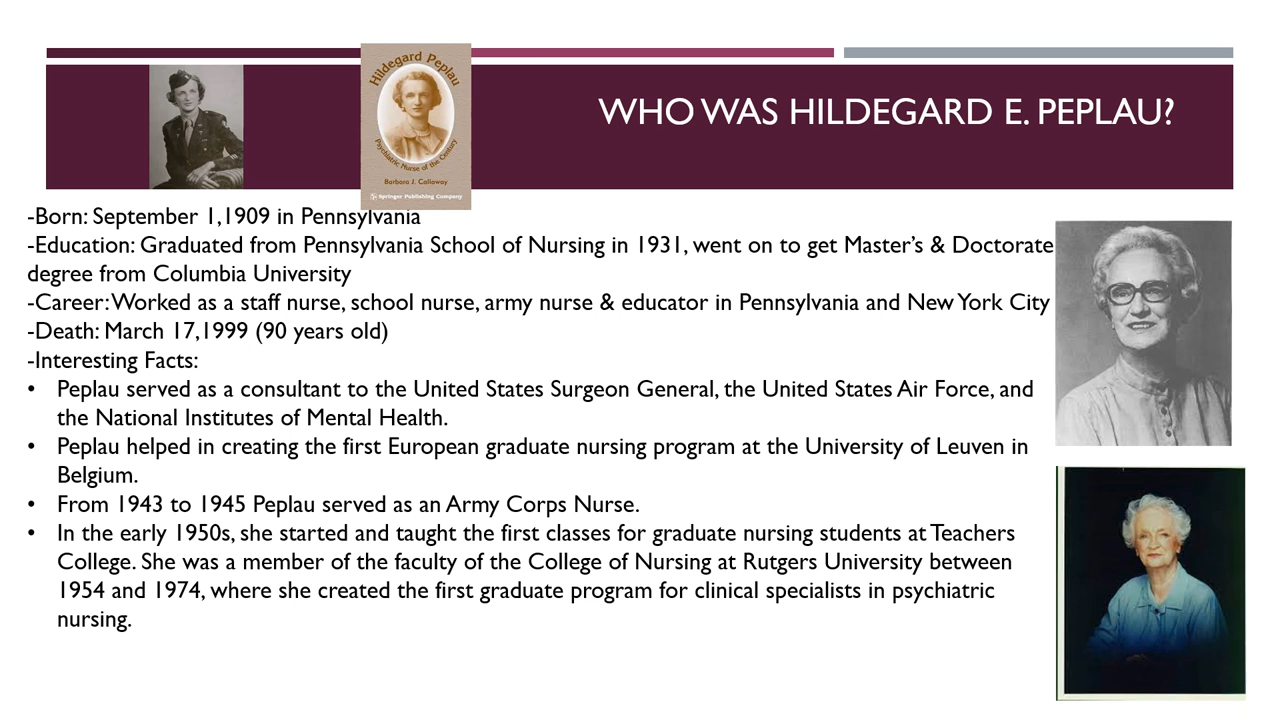 Hildegard Peplau
Psychiatric Nurse of the Century
Barbara J. Callaway
Springer Publishing Company
WHO WAS HILDEGARD E. PEPLAU?
-Born: September 1,1909 in Pennsylvania
-Education: Graduated from Pennsylvania School of Nursing in 1931, went on to get Master's & Doctorate
degree from Columbia University
-Career: Worked as a staff nurse, school nurse, army nurse & educator in Pennsylvania and New York City
-Death: March 17,1999 (90 years old)
-Interesting Facts:
• Peplau served as a consultant to the United States Surgeon General, the United States Air Force, and
the National Institutes of Mental Health.
• Peplau helped in creating the first European graduate nursing program at the University of Leuven in
Belgium.
• From 1943 to 1945 Peplau served as an Army Corps Nurse.
• In the early 1950s, she started and taught the first classes for graduate nursing students at Teachers
College. She was a member of the faculty of the College of Nursing at Rutgers University between
1954 and 1974, where she created the first graduate program for clinical specialists in psychiatric
nursing.